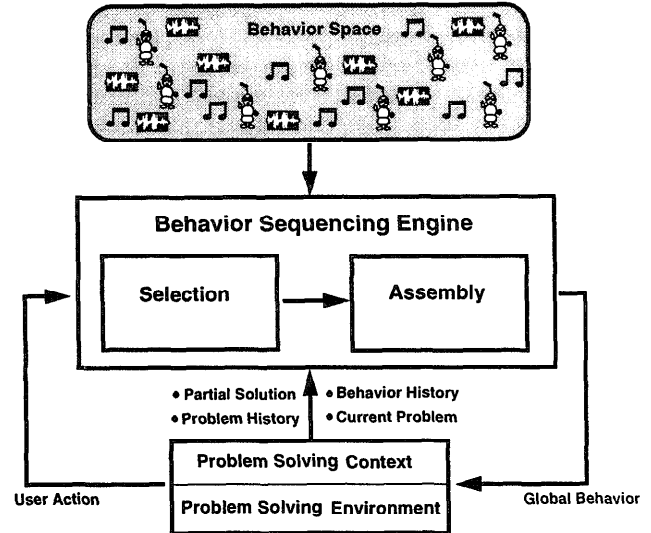 Behavior Space
Behavior Sequencing Engine
Selection
Assembly
• Partial Solution
• Behavior History
• Problem History
• Current Problem
Problem Solving Context
Problem Solving Environment
User Action
Global Behavior